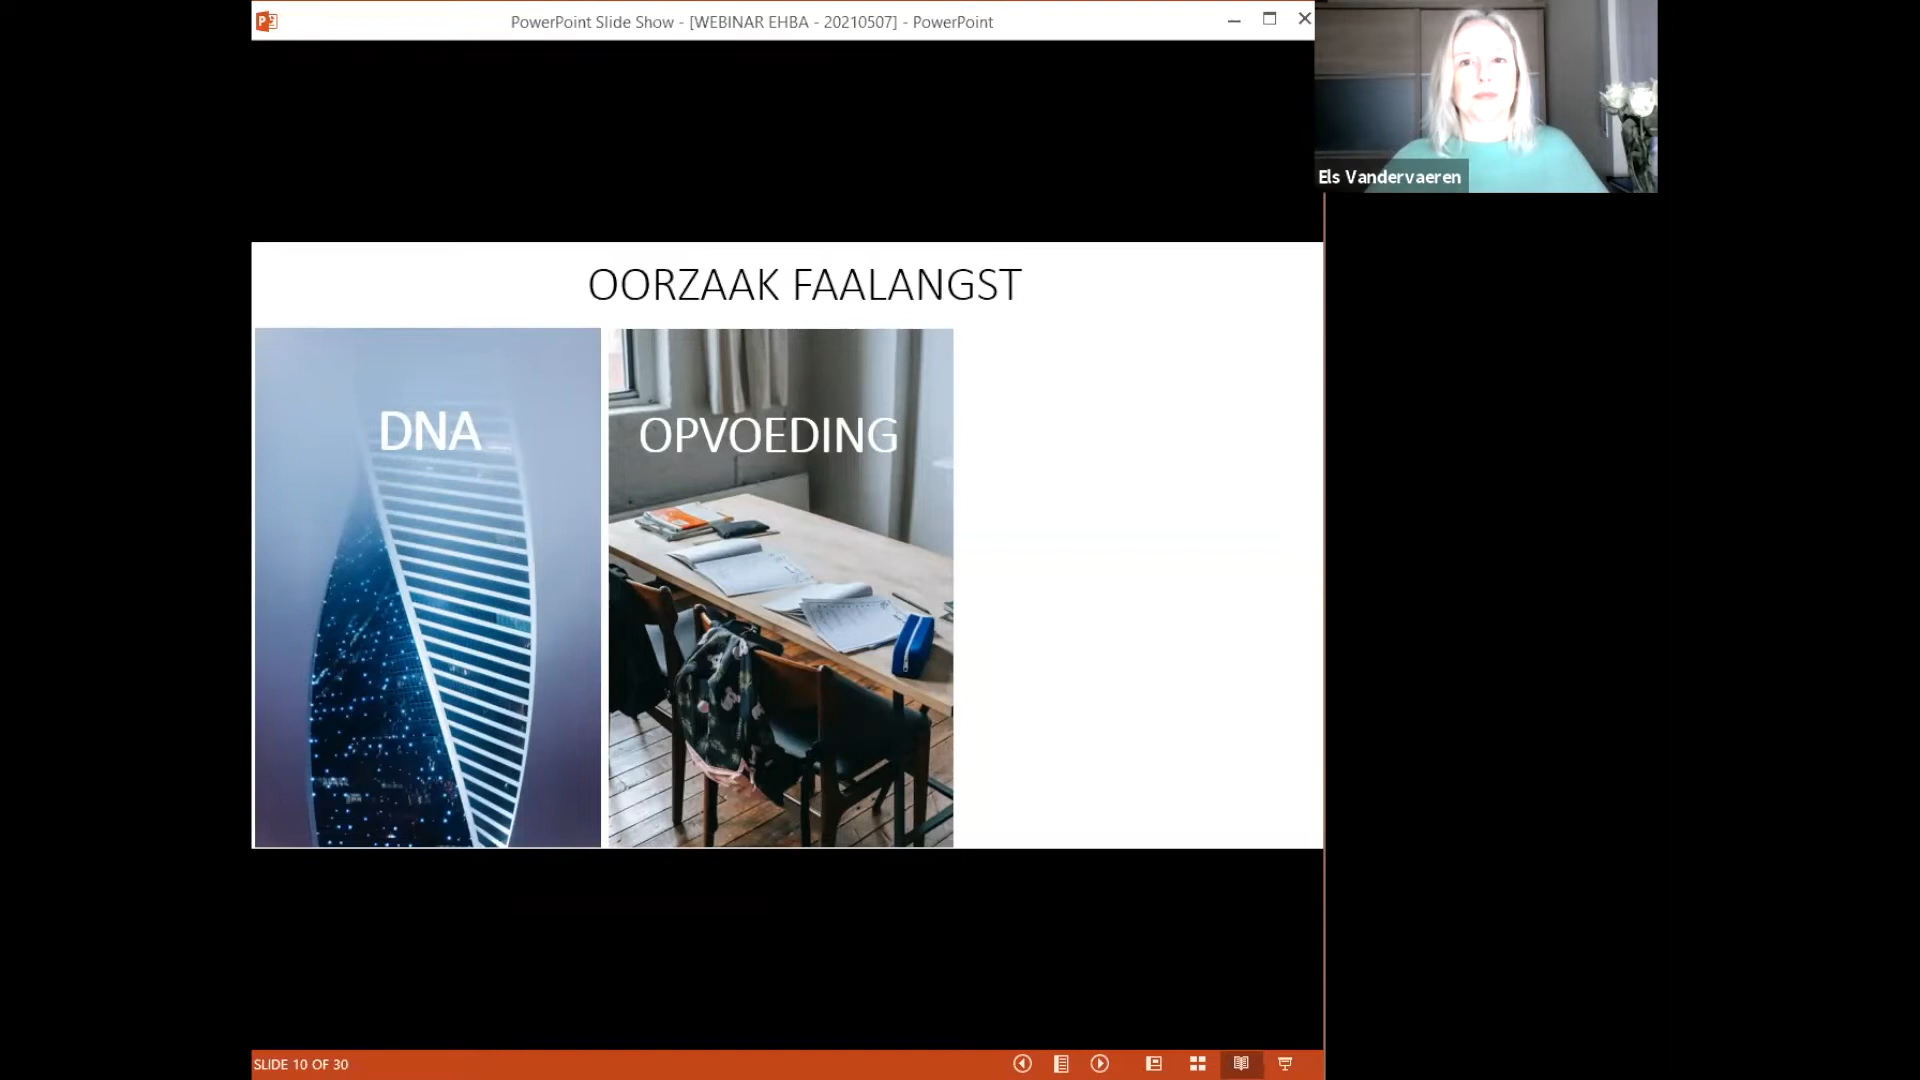 PowerPoint Slide Show - [WEBINAR EHBA - 20210507] - PowerPoint
Els Vandervaeren
OORZAAK FAALANGST
DNA
OPVOEDING
SLIDE 10 OF 30